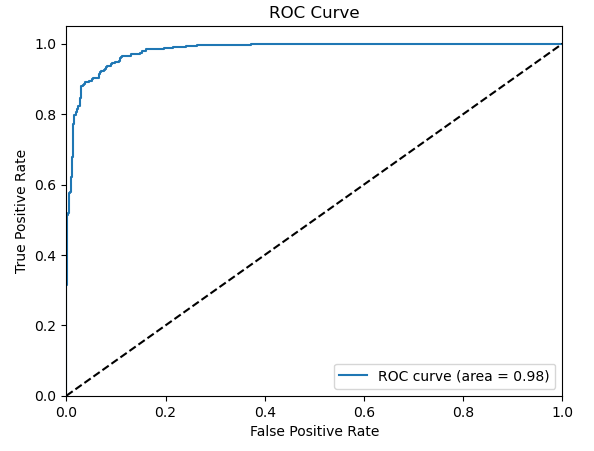 ROC Curve
1.0
0.8
0.6
0.4
0.2
0.0
True Positive Rate
0.0 0.2 0.4 0.6 0.8 1.0
False Positive Rate
ROC curve (area = 0.98)